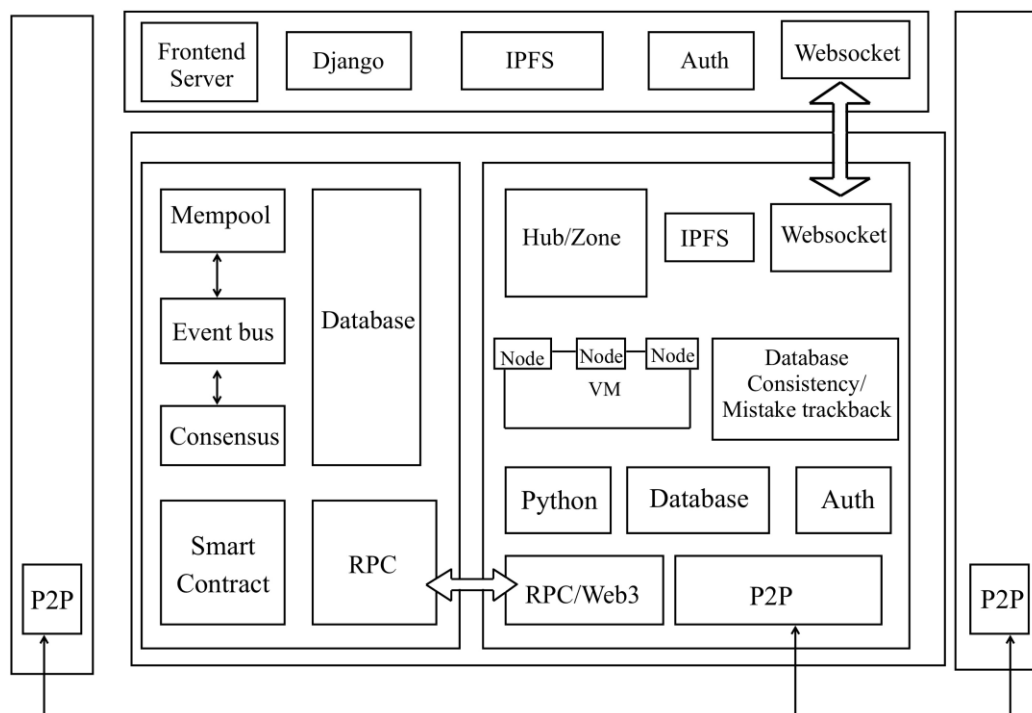 Frontend
Server
Django
IPFS
Auth
Websocket
Mempool
Event bus
Consensus
Database
Smart
Contract
RPC
Hub/Zone
IPFS
Websocket
Node
Node
Node
VM
Database
Consistency/
Mistake trackback
Python
Database
Auth
RPC/Web3
P2P
P2P
P2P